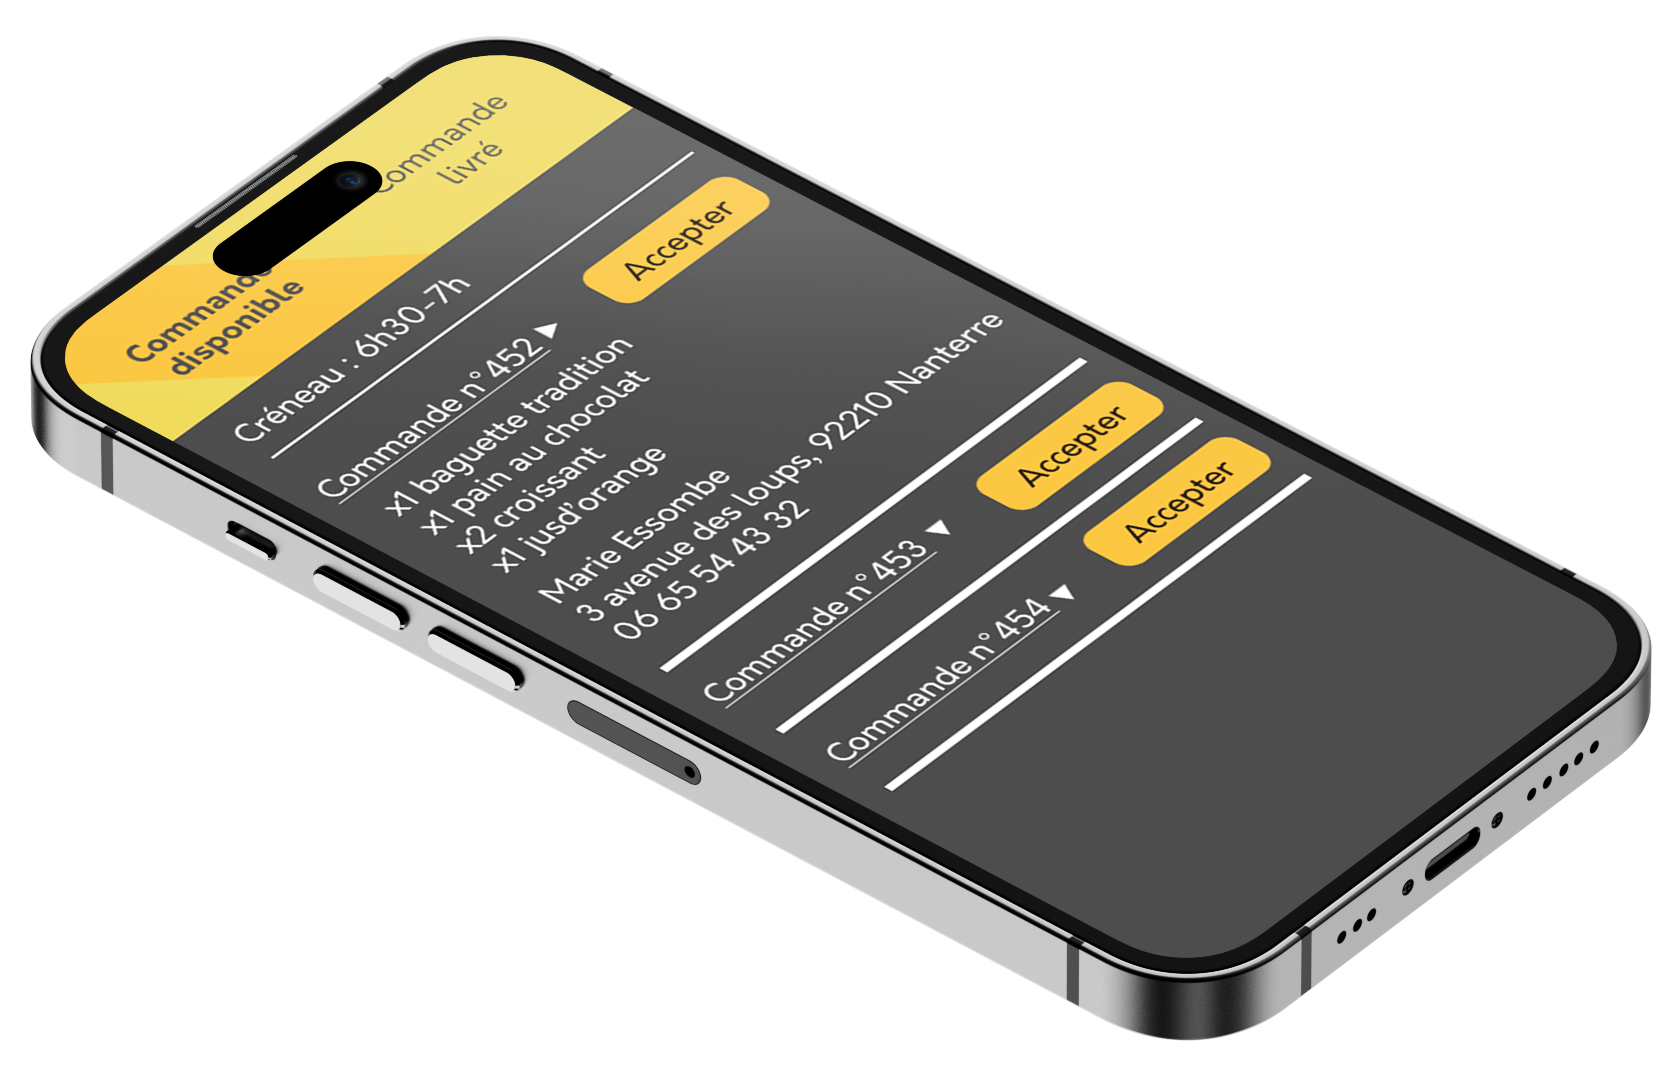 Commande
disponible
Commande
livré
Créneau : 6h30-7h
Commande n°452
Accepter
x1 baguette tradition
x1 pain au chocolat
x2 croissant
x1 jusd'orange
Marie Essombe
3 avenue des loups, 92210 Nanterre
06 65 54 43 32
Commande n°453
Accepter
Commande n°454
Accepter